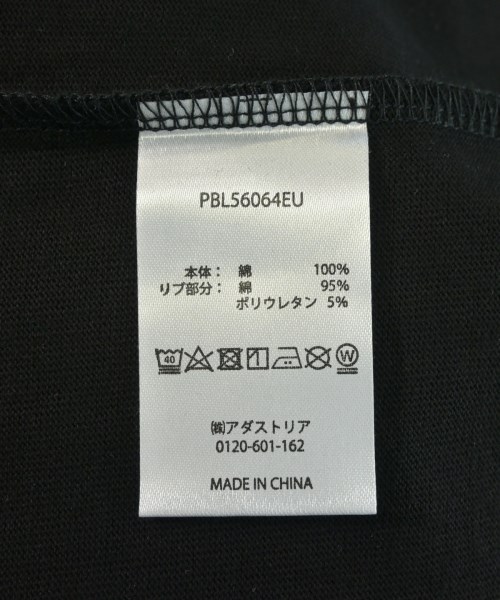 PBL56064EU
本体： 綿 100%
リブ部分： 綿 95%
ポリウレタン 5%
40 W
㈱アダストリア
0120-601-162
MADE IN CHINA